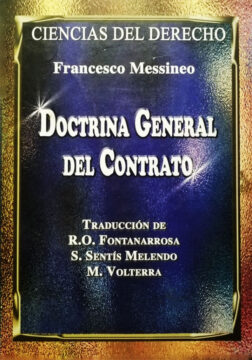 CIENCIAS DEL DERECHO
Francesco Messineo
DOCTRINA GENERAL
DEL CONTRATO
TRADUCCIÓN DE
R.O. FONTANARROSA
S. SENTÍS MELENDO
M. VOLTERRA